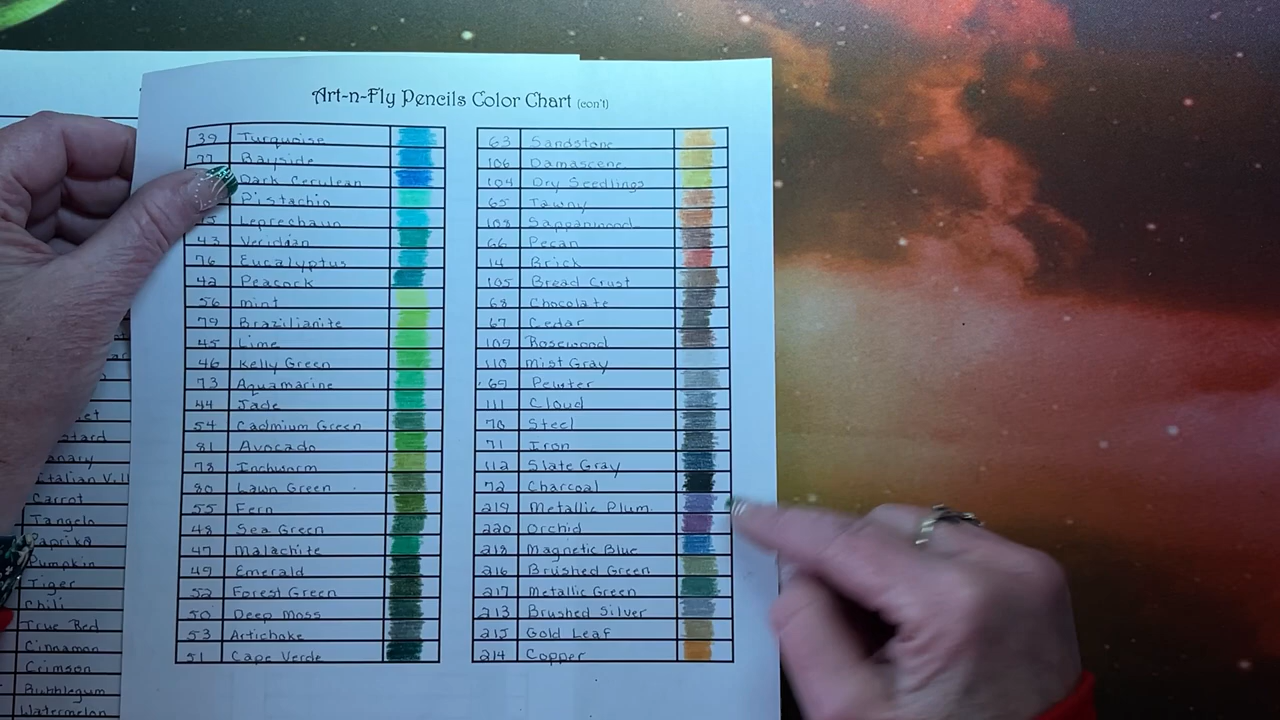 Art-n-Fly Pencils Color Chart (con't)
39 Turquoise
77 Bayside
Dark Cerulean
Pistachio
Leprechaun
43 Veridian
76 Eucalyptus
42 Peacock
56 mint
79 Brazilianite
45 Lime
46 Kelly Green
73 Aquamarine
44 Jade
54 Cadmium Green
81 Avocado
78 Inchworm
80 Lawn Green
55 Fern
48 Sea Green
47 Malachite
49 Emerald
52 Forest Green
50 Deep Moss
53 Artichoke
51 Cape Verde
63 Sandstone
106 Damascene
104 Dry Seedlings
65 Tawny
108 Sappanwood
66 Pecan
14 Brick
105 Bread Crust
68 Chocolate
67 Cedar
109 Rosewood
110 Mist Gray
69 Pewter
111 Cloud
70 Steel
71 Iron
112 Slate Gray
72 Charcoal
219 Metallic Plum
220 Orchid
218 Magnetic Blue
216 Brushed Green
217 Metallic Green
213 Brushed Silver
215 Gold Leaf
214 Copper
Carrot
Tangelo
Paprika
Pumpkin
Tiger
Chili
True Red
Cinnamon
Crimson
Bubblegum
Watermelon